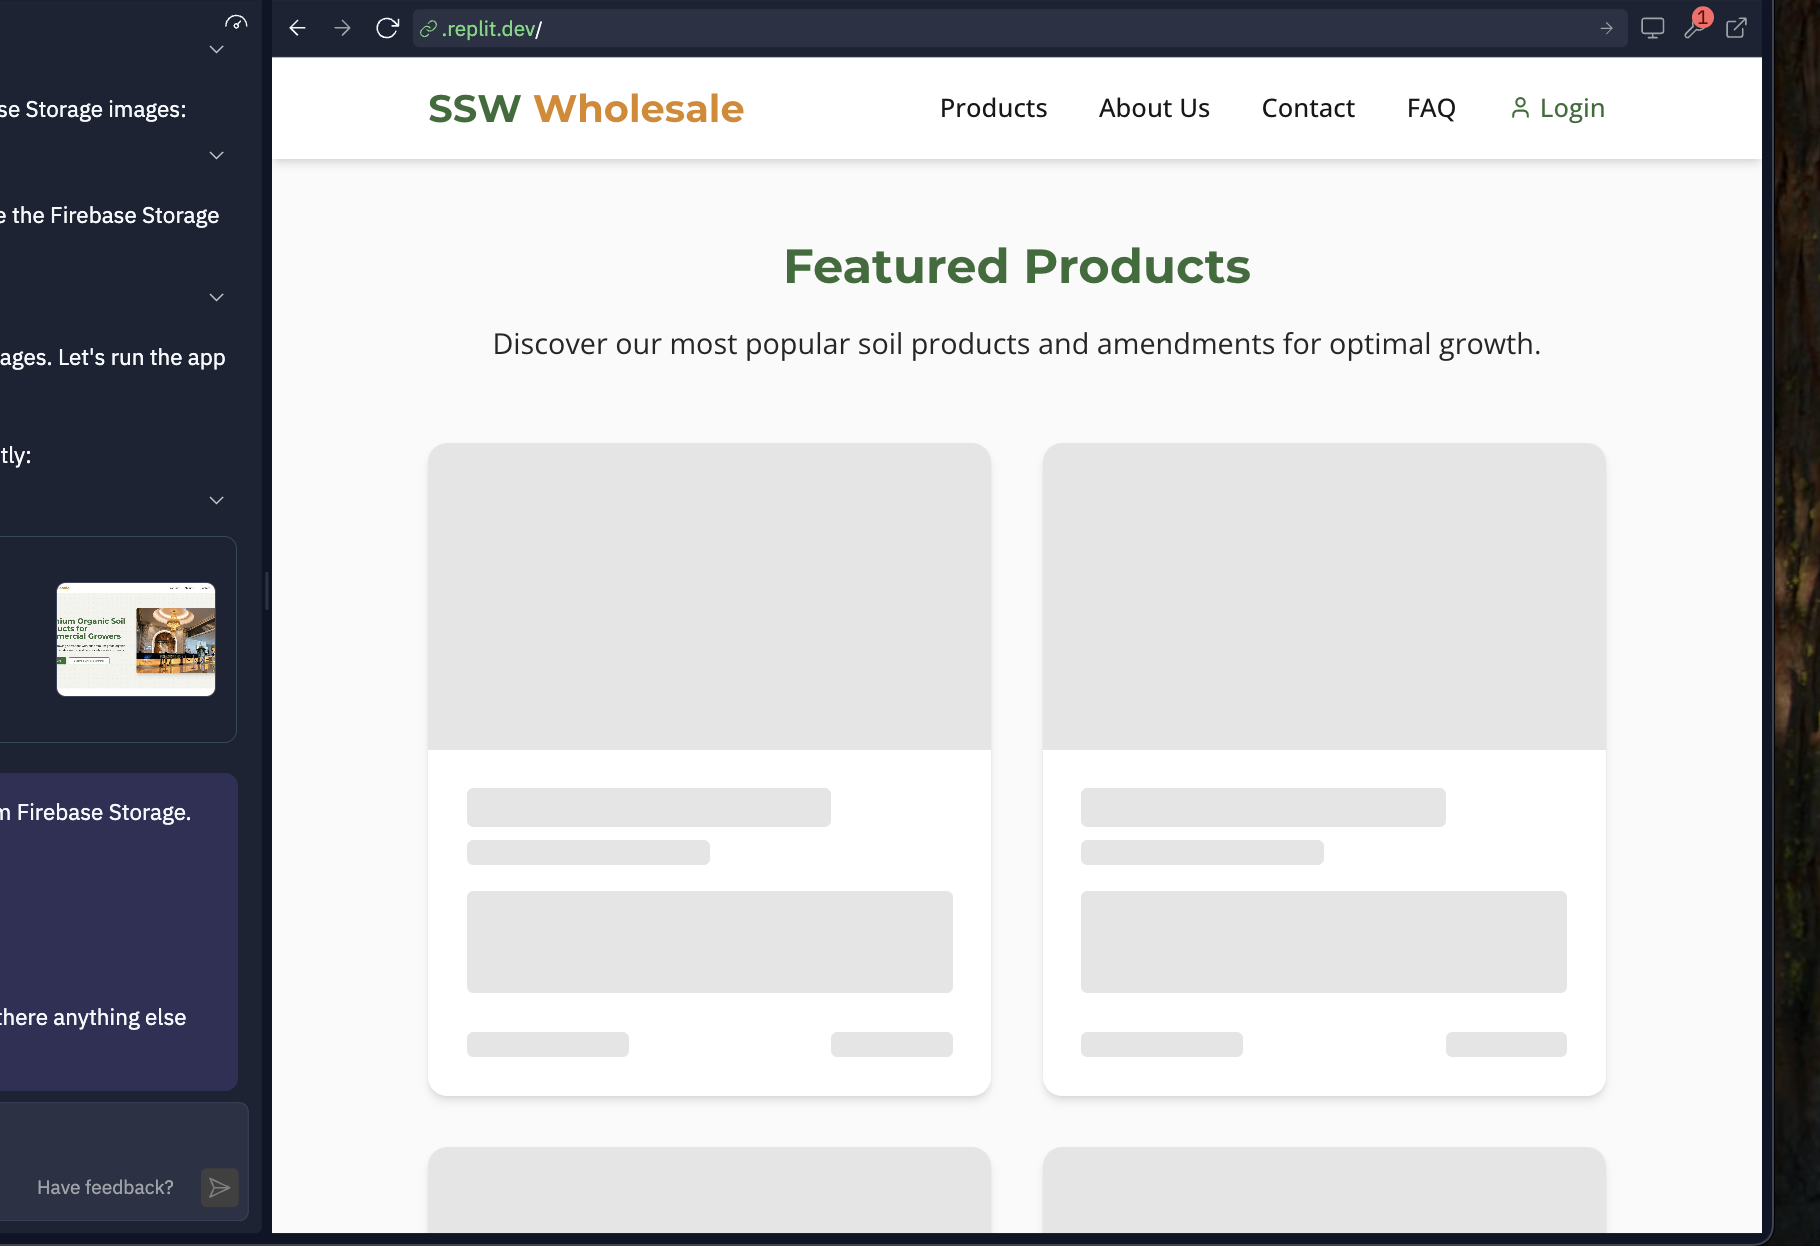 se Storage images:
e the Firebase Storage
ages. Let's run the app
tly:
nium Organic Soil
ucts for
mercial Growers
m Firebase Storage.
there anything else
Have feedback?
.replit.dev/
1
SSW Wholesale
Products
About Us
Contact
FAQ
Login
Featured Products
Discover our most popular soil products and amendments for optimal growth.